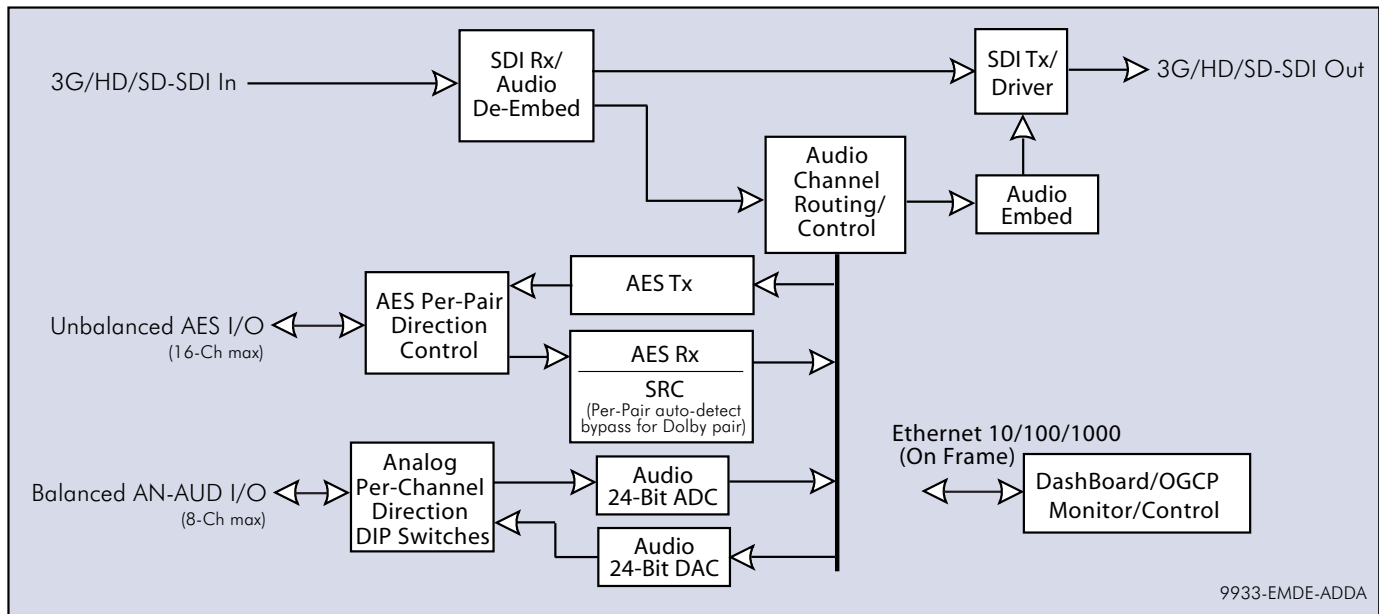 3G/HD/SD-SDI In
SDI Rx/
Audio
De-Embed
SDI Tx/
Driver
3G/HD/SD-SDI Out
Audio
Channel
Routing/
Control
Audio
Embed
Unbalanced AES I/O
(16-Ch max)
AES Per-Pair
Direction
Control
AES Tx
AES Rx
SRC
(Per-Pair auto-detect
bypass for Dolby pair)
Balanced AN-AUD I/O
(8-Ch max)
Analog
Per-Channel
Direction
DIP Switches
Audio
24-Bit ADC
Audio
24-Bit DAC
Ethernet 10/100/1000
(On Frame)
DashBoard/OGCP
Monitor/Control
9933-EMDE-ADDA